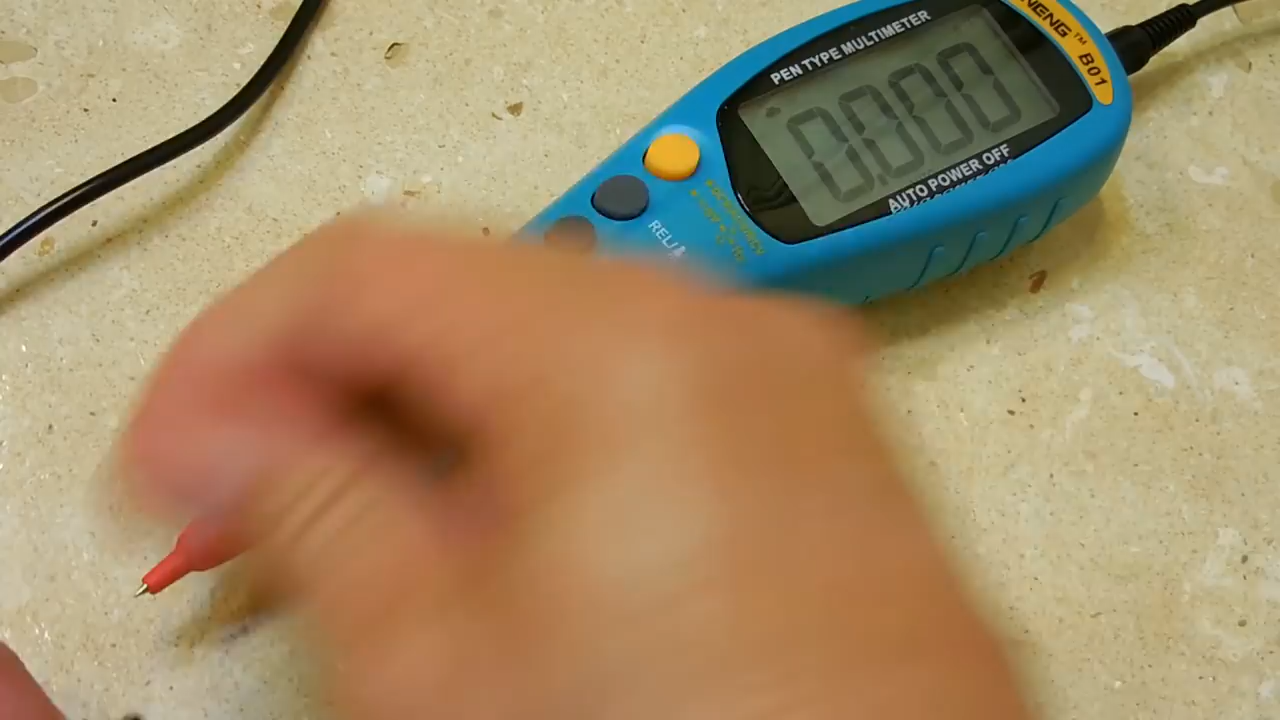 PEN TYPE MULTIMETER
NENG™ B01
0.000
AUTO POWER OFF
REL/▲